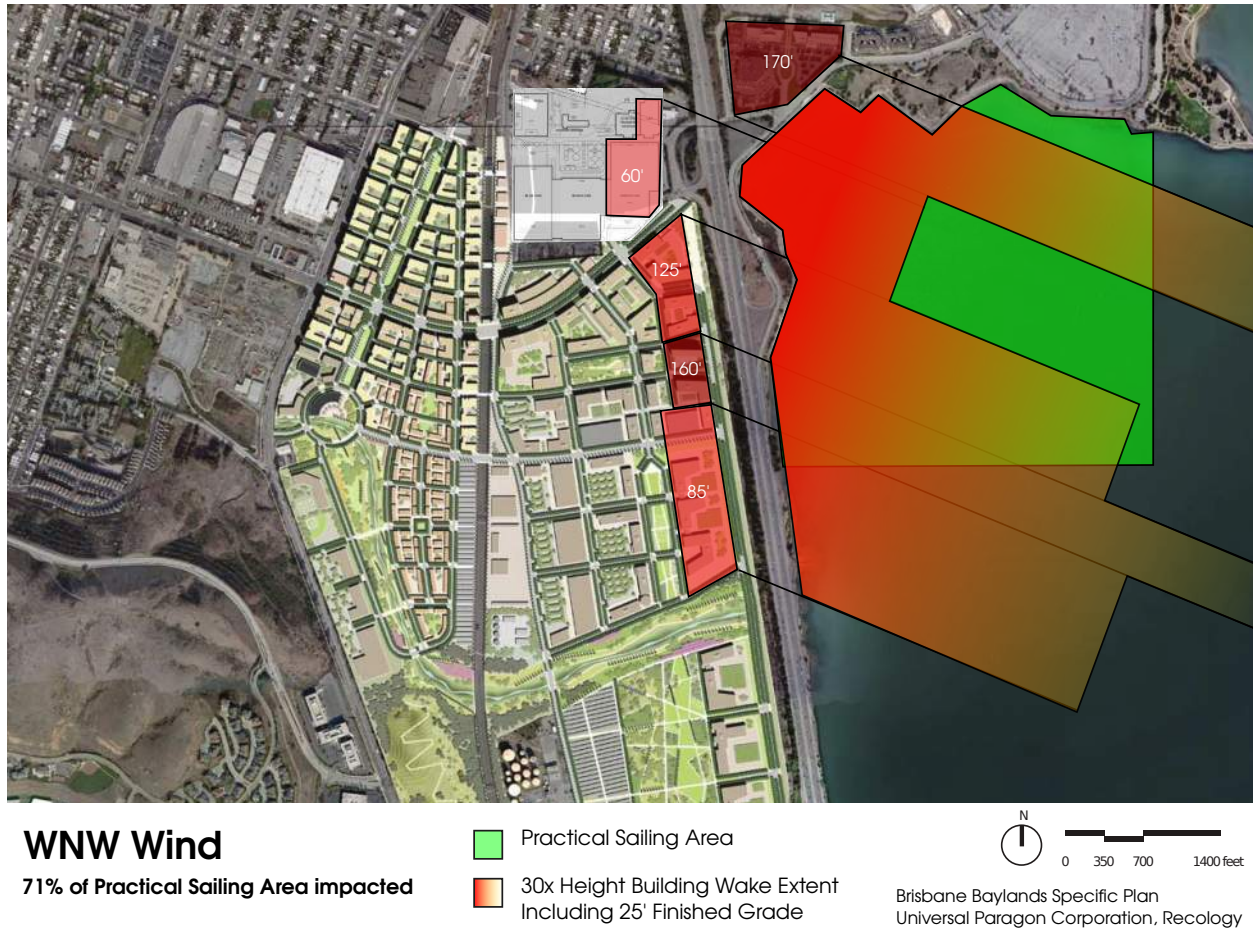 170'
60'
125'
160'
85'
WNW Wind
71% of Practical Sailing Area impacted
Practical Sailing Area
30x Height Building Wake Extent
Including 25' Finished Grade
N
0 350 700 1400 feet
Brisbane Baylands Specific Plan
Universal Paragon Corporation, Recology